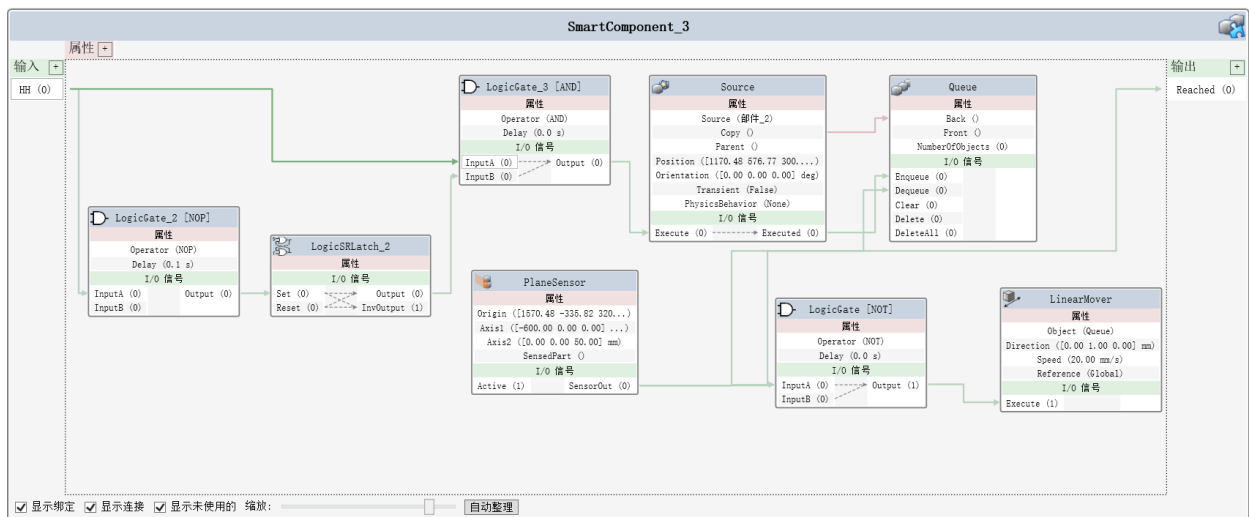 SmartComponent_3
属性 +
输入 +
HH (0)
输出 +
Reached (0)
LogicGate_3 [AND]
属性
Operator (AND)
Delay (0.0 s)
I/O 信号
InputA (0) Output (0)
InputB (0)
Source
属性
Source (部件_2)
Copy ()
Parent ()
Position ([1170.48 576.77 300....)
Orientation ([0.00 0.00 0.00] deg)
Transient (False)
PhysicsBehavior (None)
I/O 信号
Execute (0) Executed (0)
Queue
属性
Back ()
Front ()
NumberOfObjects (0)
I/O 信号
Enqueue (0)
Dequeue (0)
Clear (0)
Delete (0)
DeleteAll (0)
LogicGate_2 [NOP]
属性
Operator (NOP)
Delay (0.1 s)
I/O 信号
InputA (0) Output (0)
InputB (0)
LogicSRLatch_2
属性
I/O 信号
Set (0) Output (0)
Reset (0) InvOutput (1)
PlaneSensor
属性
Origin ([1570.48 -335.82 320...)
Axis1 ([-600.00 0.00 0.00] ...)
Axis2 ([0.00 0.00 50.00] mm)
SensedPart ()
I/O 信号
Active (1) SensorOut (0)
LogicGate [NOT]
属性
Operator (NOT)
Delay (0.0 s)
I/O 信号
InputA (0) Output (1)
InputB (0)
LinearMover
属性
Object (Queue)
Direction ([0.00 1.00 0.00] mm)
Speed (20.00 mm/s)
Reference (Global)
I/O 信号
Execute (1)
显示绑定 显示连接 显示未使用的 缩放: 自动整理